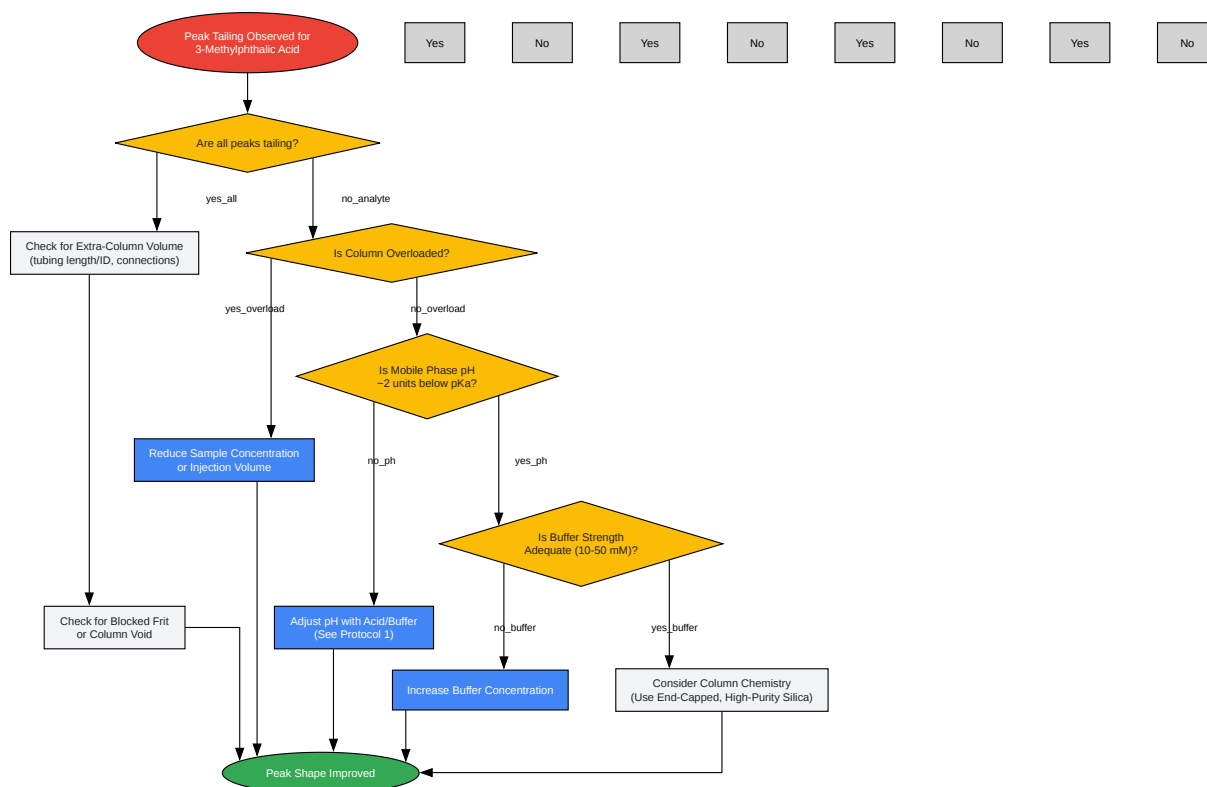 Peak Tailing Observed for
3-Methylphthalic Acid
Yes
No
Yes
No
Yes
No
Yes
No
Are all peaks tailing?
yes_all
no_analyte
Check for Extra-Column Volume
(tubing length/ID, connections)
Is Column Overloaded?
yes_overload
no_overload
Is Mobile Phase pH
~2 units below pKa?
Reduce Sample Concentration
or Injection Volume
no_ph
yes_ph
Is Buffer Strength
Adequate (10-50 mM)?
Check for Blocked Frit
or Column Void
Adjust pH with Acid/Buffer
(See Protocol 1)
no_buffer
yes_buffer
Increase Buffer Concentration
Consider Column Chemistry
(Use End-Capped, High-Purity Silica)
Peak Shape Improved